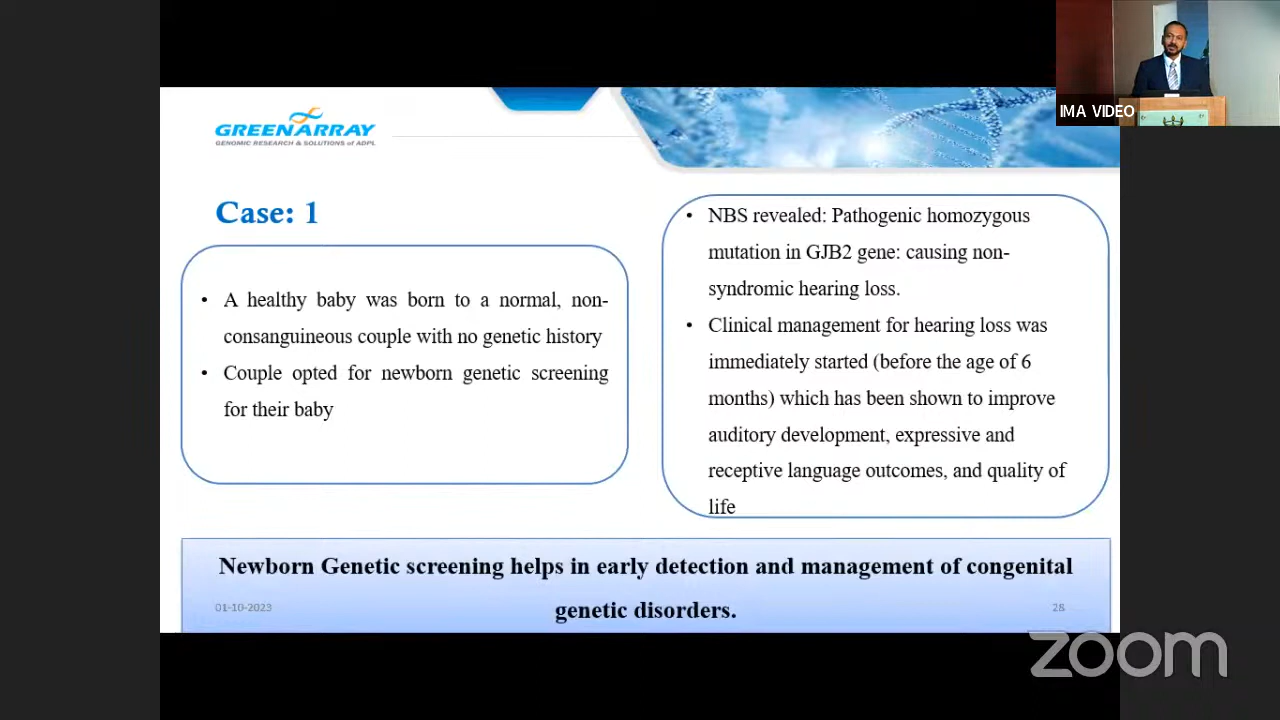 IMA VIDEO
GREENARRAY
GENOMIC RESEARCH & SOLUTIONS of ADPL
Case: 1
• A healthy baby was born to a normal, non-
consanguineous couple with no genetic history
• Couple opted for newborn genetic screening
for their baby
• NBS revealed: Pathogenic homozygous
mutation in GJB2 gene: causing non-
syndromic hearing loss.
• Clinical management for hearing loss was
immediately started (before the age of 6
months) which has been shown to improve
auditory development, expressive and
receptive language outcomes, and quality of
life
Newborn Genetic screening helps in early detection and management of congenital
genetic disorders.
01-10-2023
28
zoom